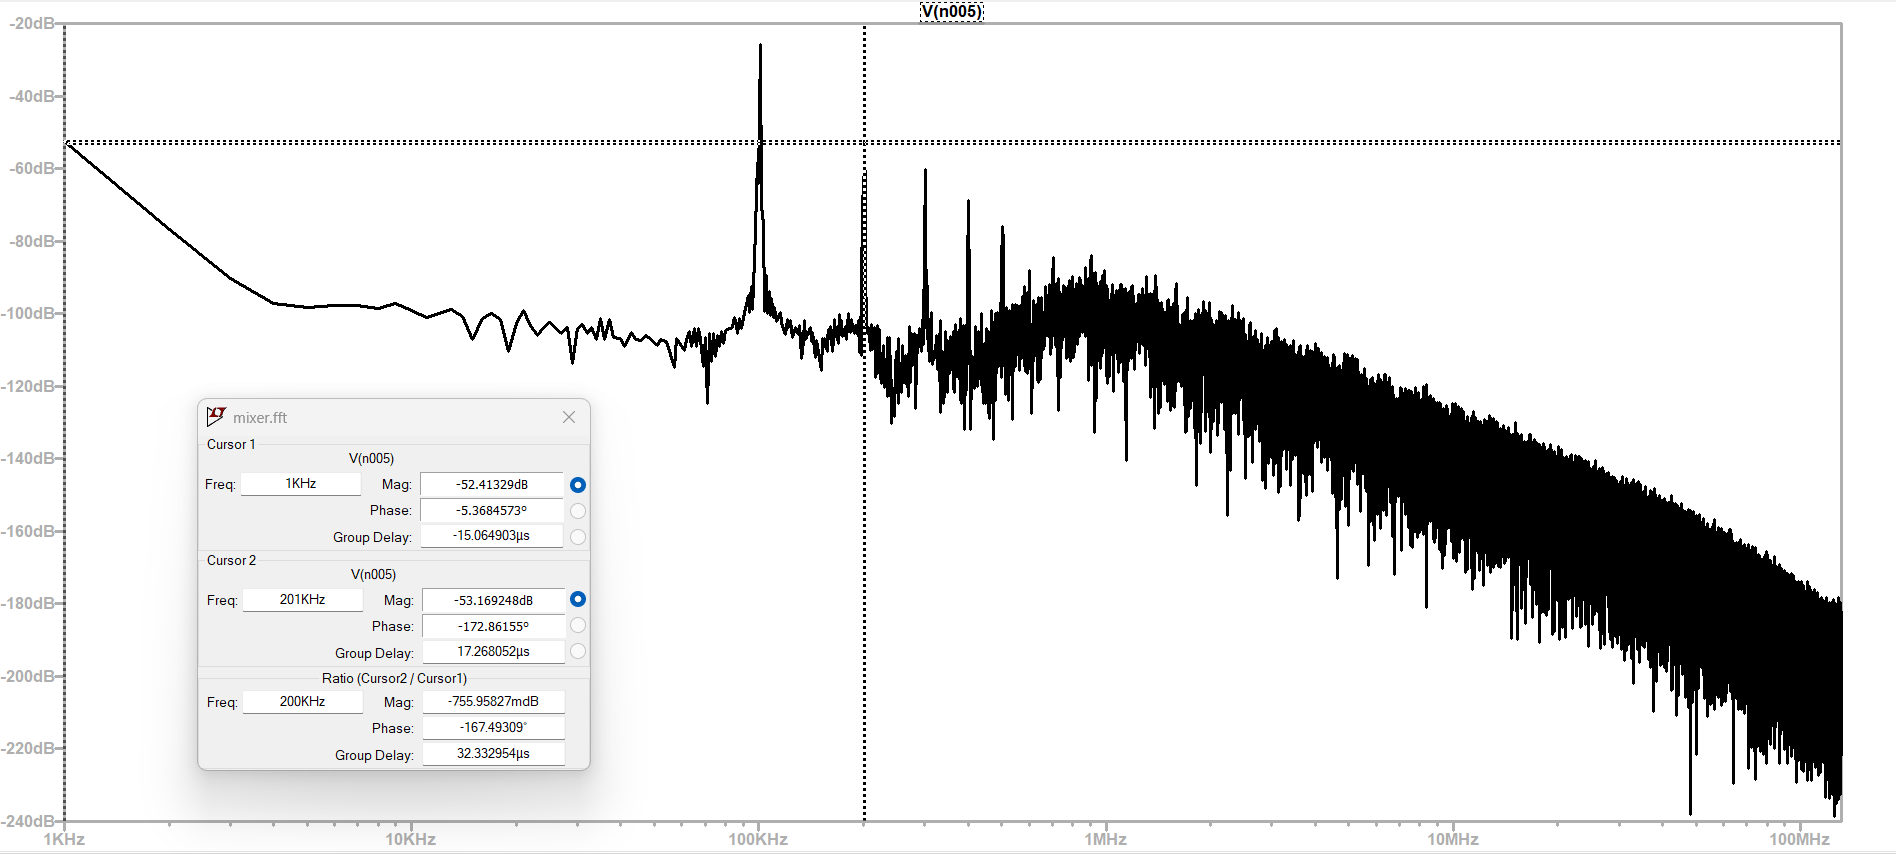 V(n005)
-20dB
-40dB
-60dB
-80dB
-100dB
-120dB
-140dB
-160dB
-180dB
-200dB
-220dB
-240dB
1KHz 10KHz 100KHz 1MHz 10MHz 100MHz
mixer.fft
Cursor 1
V(n005)
Freq: 1KHz Mag: -52.41329dB
Phase: -5.3684573º
Group Delay: -15.064903µs
Cursor 2
V(n005)
Freq: 201KHz Mag: -53.169248dB
Phase: -172.86155º
Group Delay: 17.268052µs
Ratio (Cursor2 / Cursor1)
Freq: 200KHz Mag: -755.95827mdB
Phase: -167.49309°
Group Delay: 32.332954µs